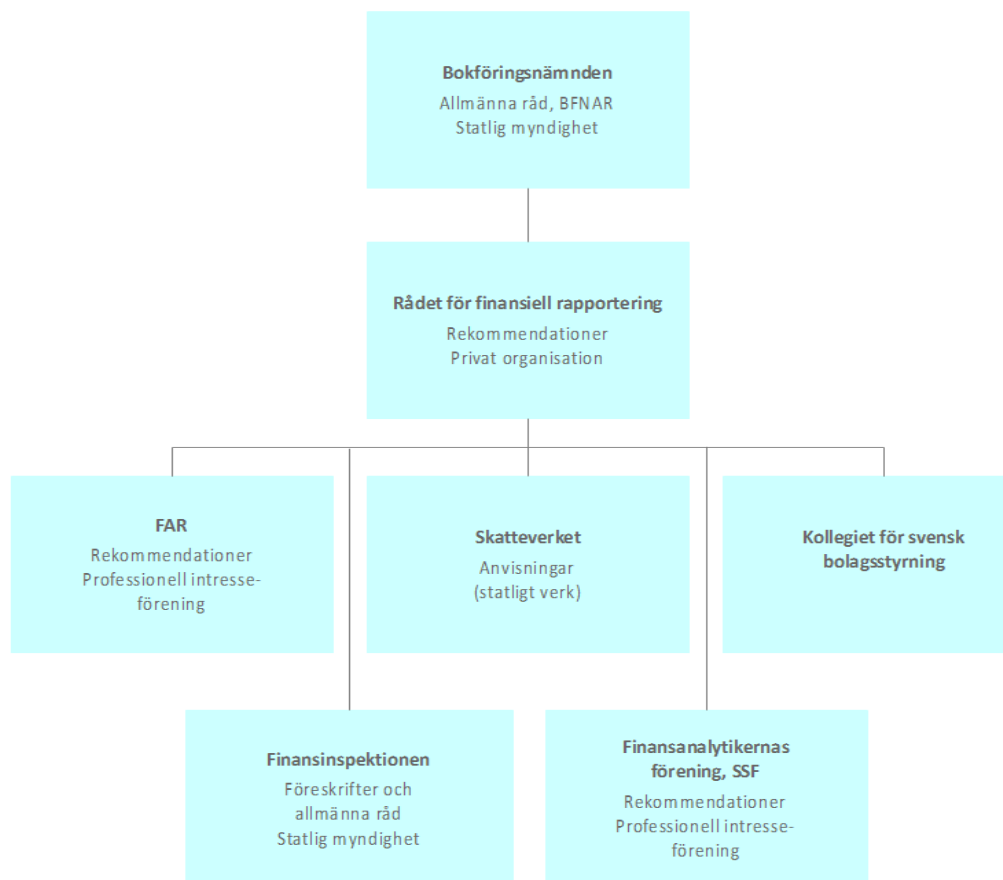 Bokföringsnämnden
Allmänna råd, BFNAR
Statlig myndighet
Rådet för finansiell rapportering
Rekommendationer
Privat organisation
FAR
Rekommendationer
Professionell intresse-
förening
Skatteverket
Anvisningar
(statligt verk)
Kollegiet för svensk
bolagsstyrning
Finansinspektionen
Föreskrifter och
allmänna råd
Statlig myndighet
Finansanalytikernas
förening, SSF
Rekommendationer
Professionell intresse-
förening